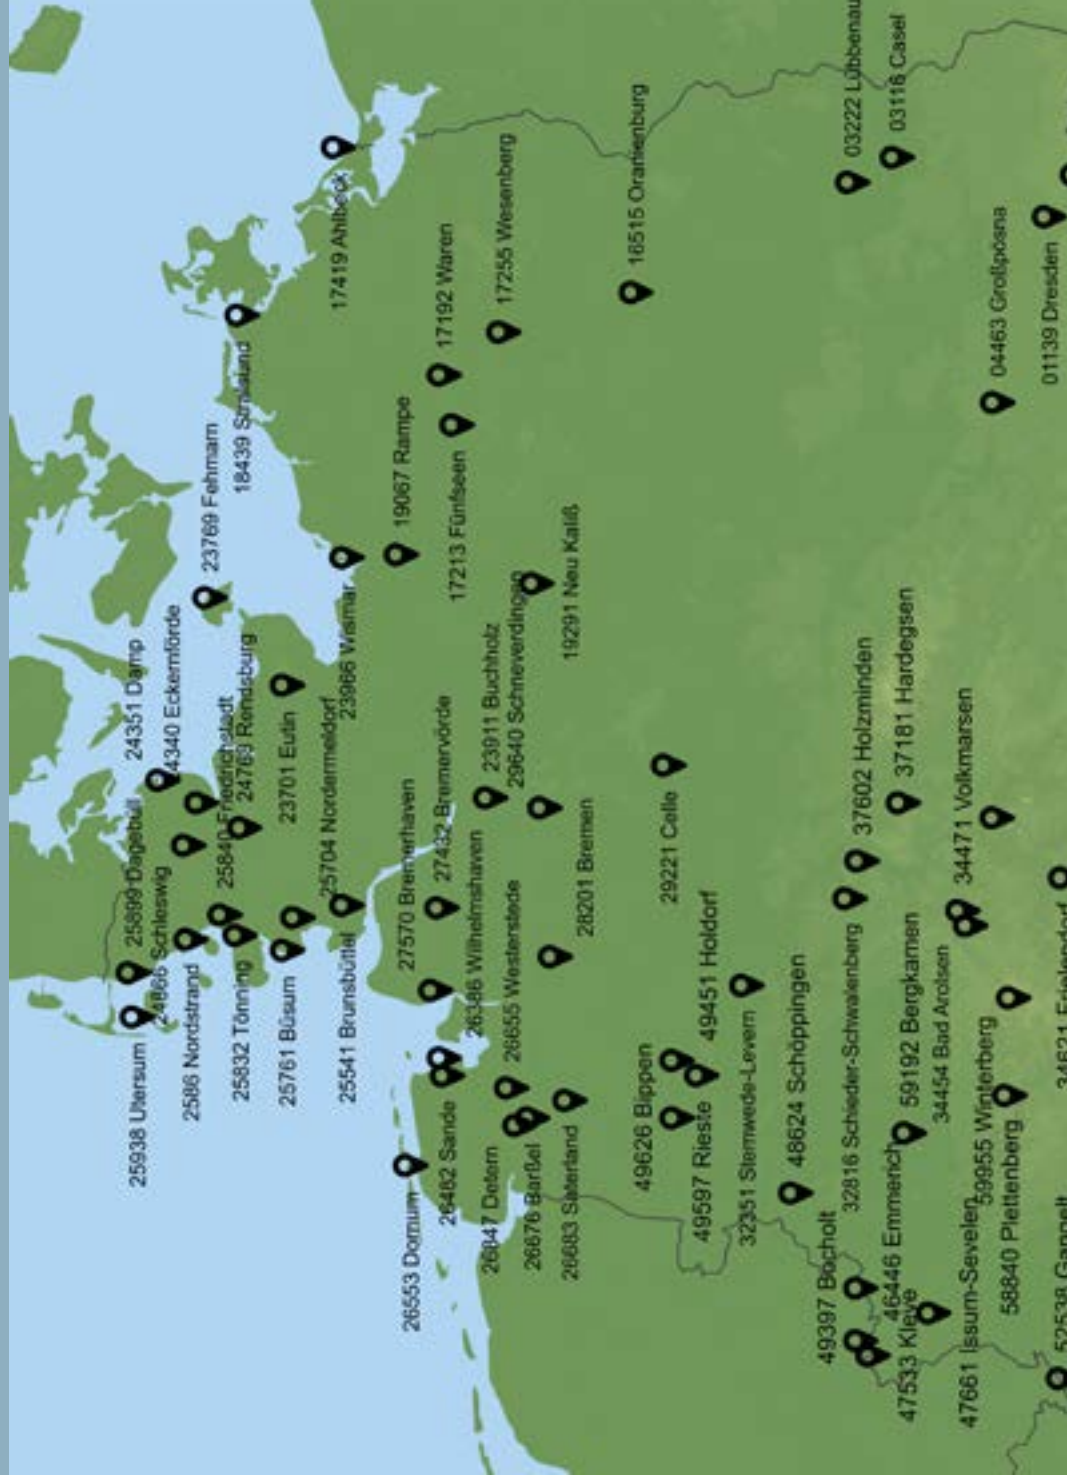 25938 Utersum
25899 Dagebüll
24866 Schleswig
24351 Damp
24340 Eckernförde
2586 Nordstrand
25840 Friedrichstadt
24769 Rendsburg
23769 Fehmarn
25832 Tönning
18439 Stralsund
25761 Büsum
23701 Eutin
25704 Nordermeldorf
17419 Ahlbeck
25541 Brunsbüttel
23966 Wismar
26553 Dornum
27570 Bremerhaven
19067 Rampe
27432 Bremervörde
17192 Waren
26452 Sande
26386 Wilhelmshaven
17213 Fünfseen
26847 Detern
26655 Westerstede
23911 Buchholz
17255 Wesenberg
29640 Schneverdingen
26676 Barßel
26683 Saterland
28201 Bremen
19291 Neu Kaliß
16515 Oranienburg
49626 Bippen
29221 Celle
49597 Rieste
49451 Holdorf
32351 Stemwede-Levern
48624 Schöppingen
49397 Bocholt
32816 Schieder-Schwalenberg
37602 Holzminden
03222 Lübbenau
46446 Emmerich
47533 Kleve
59192 Bergkamen
37181 Hardegsen
03116 Casel
34454 Bad Arolsen
34471 Volkmarsen
47661 Issum-Sevelen
59955 Winterberg
04463 Großpösna
58840 Plettenberg
01139 Dresden
52538 Gangelt
34621 Frielendorf